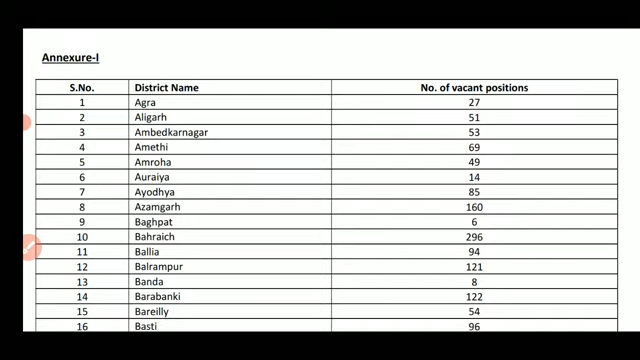 Annexure-I
S.No. District Name No. of vacant positions
1 Agra 27
2 Aligarh 51
3 Ambedkarnagar 53
4 Amethi 69
5 Amroha 49
6 Auraiya 14
7 Ayodhya 85
8 Azamgarh 160
9 Baghpat 6
10 Bahraich 296
11 Ballia 94
12 Balrampur 121
13 Banda 8
14 Barabanki 122
15 Bareilly 54
16 Basti 96